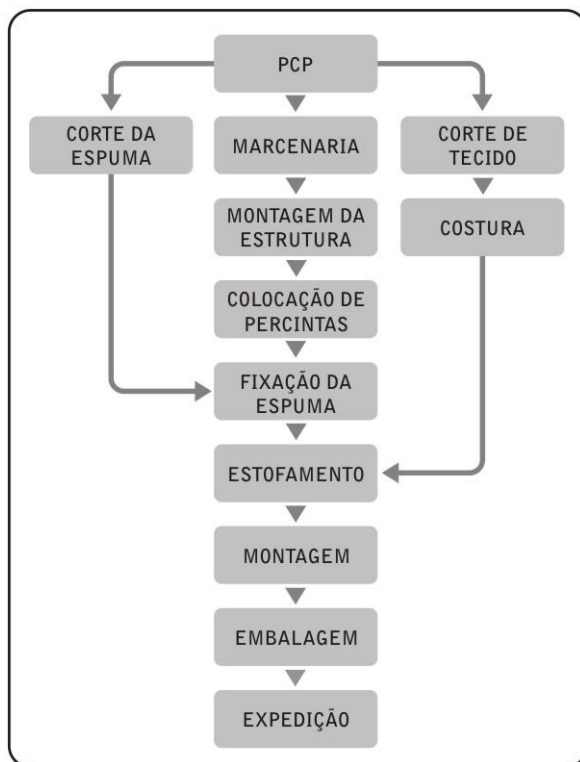 PCP
CORTE DA
ESPUMA
MARCENARIA
CORTE DE
TECIDO
MONTAGEM DA
ESTRUTURA
COSTURA
COLOCAÇÃO DE
PERCINTAS
FIXAÇÃO DA
ESPUMA
ESTOFAMENTO
MONTAGEM
EMBALAGEM
EXPEDIÇÃO